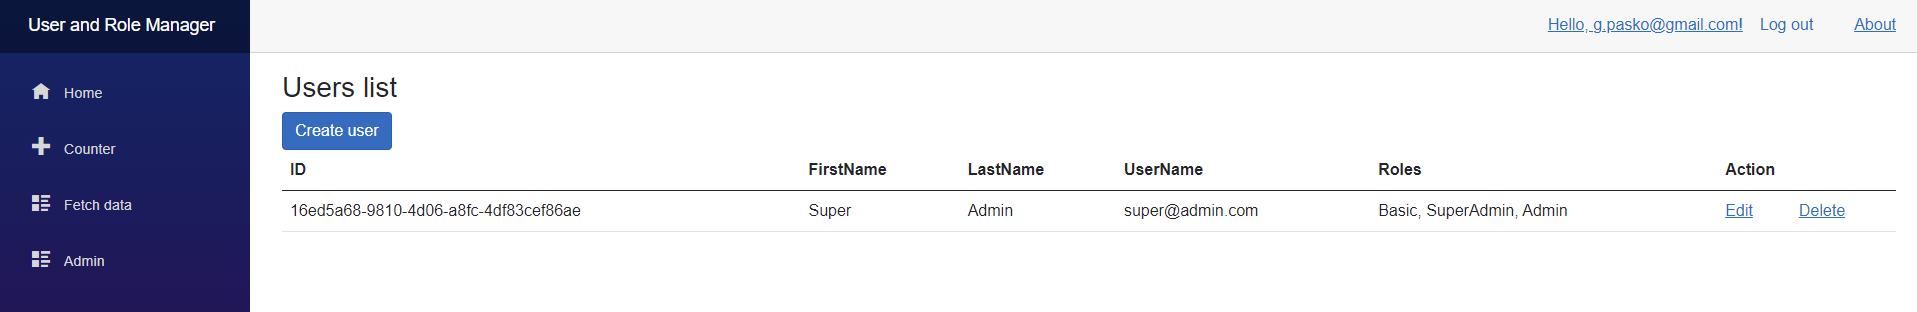 User and Role Manager
Hello, g.pasko@gmail.com! Log out About
Home
Counter
Fetch data
Admin
Users list
Create user
ID FirstName LastName UserName Roles Action
16ed5a68-9810-4d06-a8fc-4df83cef86ae Super Admin super@admin.com Basic, SuperAdmin, Admin Edit Delete